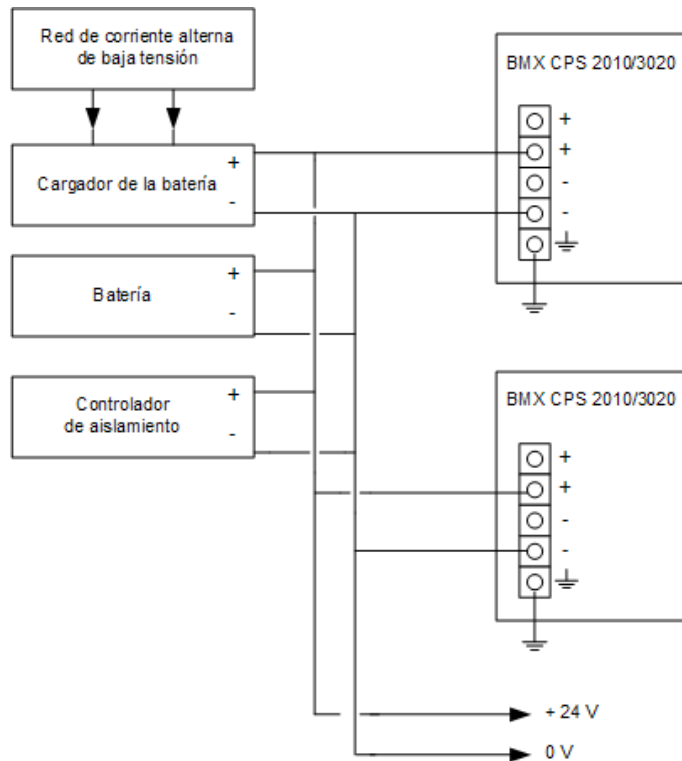 Red de corriente alterna
de baja tensión
BMX CPS 2010/3020
+
+
-
-
Cargador de la batería
+
-
Batería
+
-
Controlador
de aislamiento
+
-
BMX CPS 2010/3020
+
+
-
-
+ 24 V
0 V